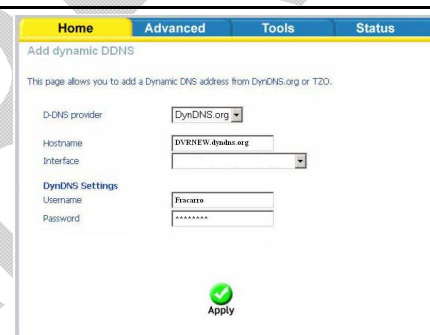 Home Advanced Tools Status
Add dynamic DDNS
This page allows you to add a Dynamic DNS address from DynDNS.org or TZO.
D-DNS provider DynDNS.org
Hostname DVRNEW.dyndns.org
Interface
DynDNS Settings
Username Fracarro
Password ********
Apply